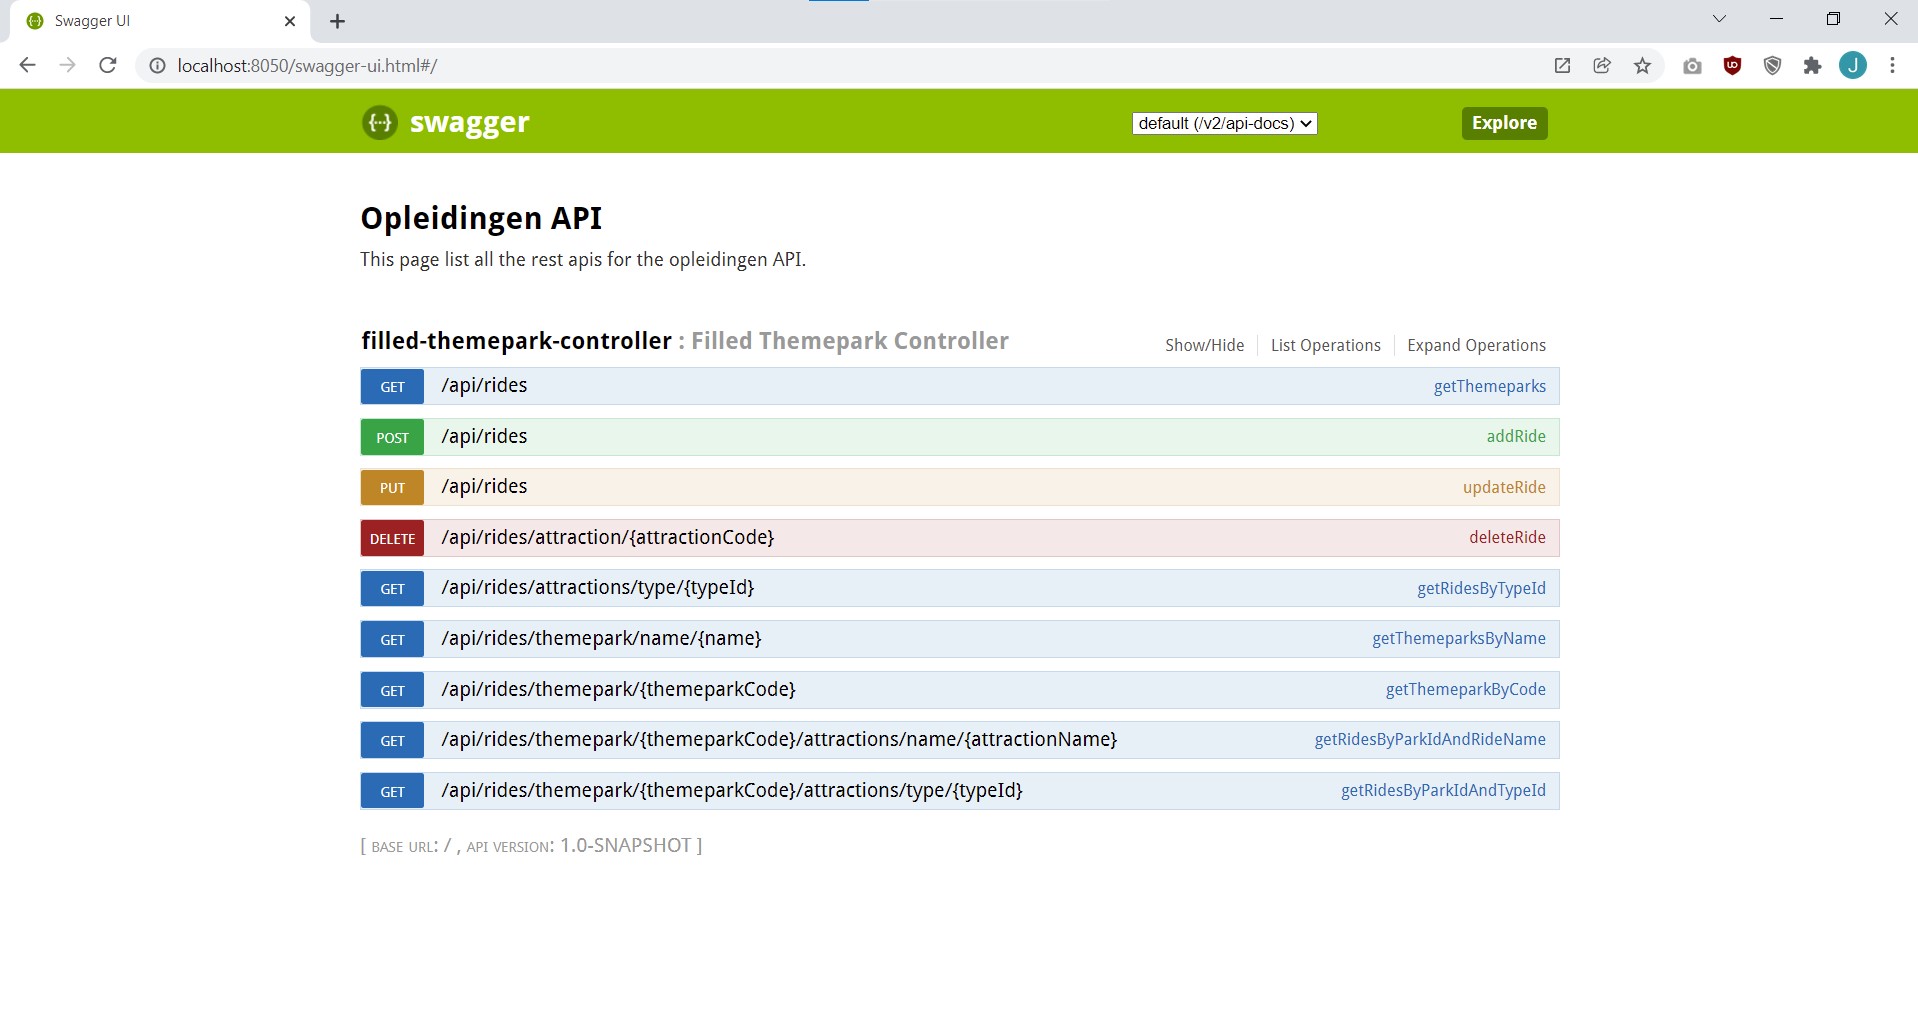 Swagger UI
localhost:8050/swagger-ui.html#/
J
{···} swagger
default (/v2/api-docs)
Explore
Opleidingen API
This page list all the rest apis for the opleidingen API.
filled-themepark-controller : Filled Themepark Controller
Show/Hide
List Operations
Expand Operations
GET /api/rides getThemeparks
POST /api/rides addRide
PUT /api/rides updateRide
DELETE /api/rides/attraction/{attractionCode} deleteRide
GET /api/rides/attractions/type/{typeId} getRidesByTypeId
GET /api/rides/themepark/name/{name} getThemeparksByName
GET /api/rides/themepark/{themeparkCode} getThemeparkByCode
GET /api/rides/themepark/{themeparkCode}/attractions/name/{attractionName} getRidesByParkIdAndRideName
GET /api/rides/themepark/{themeparkCode}/attractions/type/{typeId} getRidesByParkIdAndTypeId
[ BASE URL: / , API VERSION: 1.0-SNAPSHOT ]